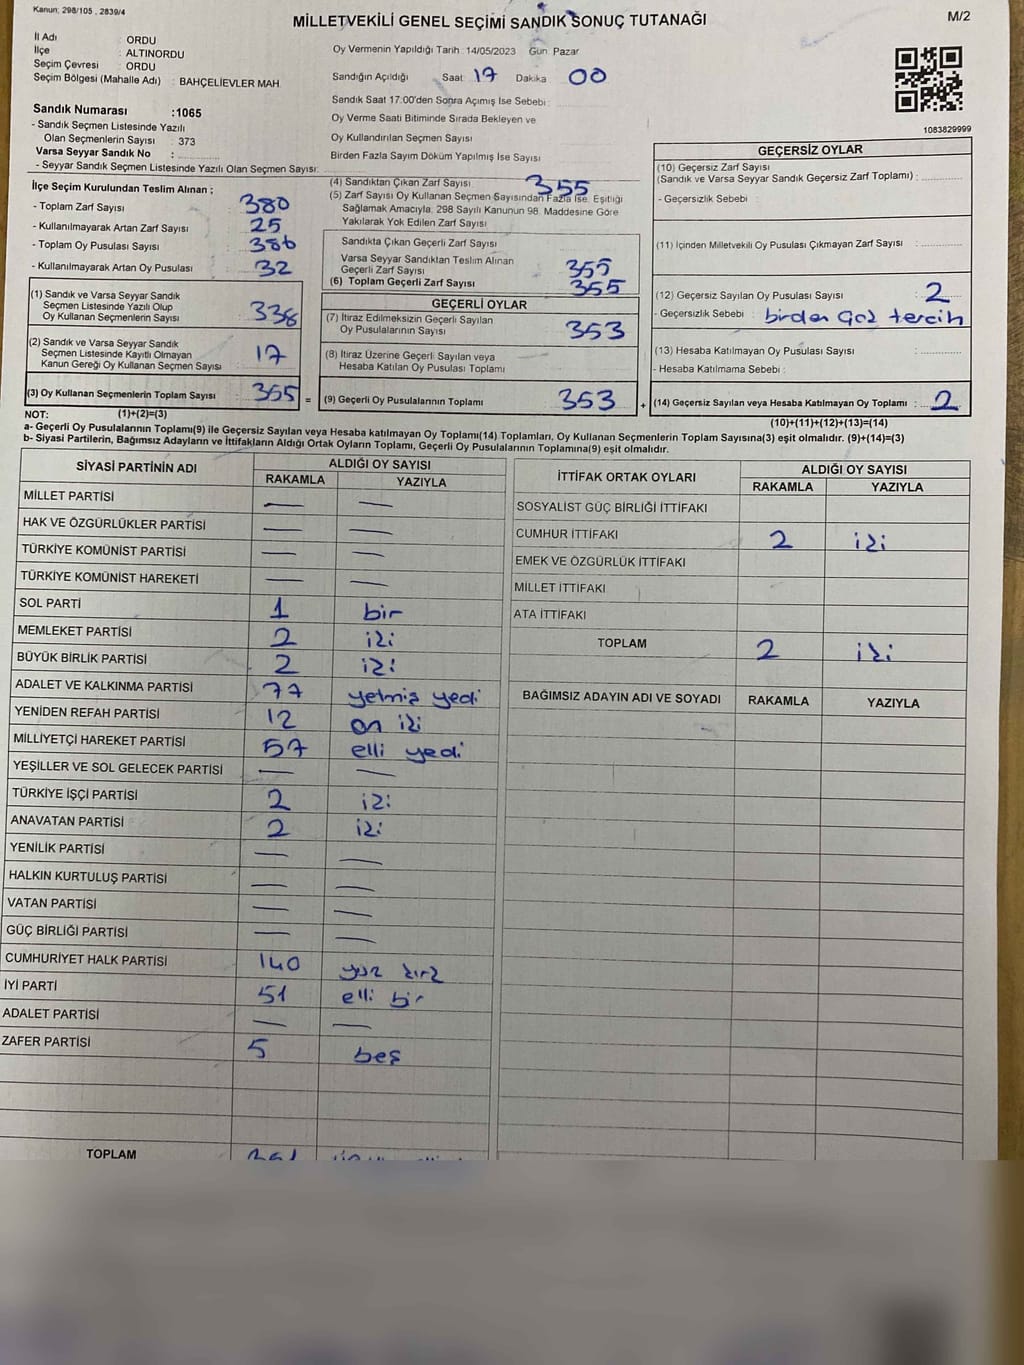 Kanun: 298/105 , 2839/4
MİLLETVEKİLİ GENEL SEÇİMİ SANDIK SONUÇ TUTANAĞI
M/2
İl Adı : ORDU
İlçe : ALTINORDU
Seçim Çevresi : ORDU
Seçim Bölgesi (Mahalle Adı) : BAHÇELİEVLER MAH.
Sandık Numarası :1065
- Sandık Seçmen Listesinde Yazılı
Olan Seçmenlerin Sayısı : 373
Varsa Seyyar Sandık No :
- Seyyar Sandık Seçmen Listesinde Yazılı Olan Seçmen Sayısı:
Oy Vermenin Yapıldığı Tarih :14/05/2023 Gün: Pazar
Sandığın Açıldığı Saat 17 Dakika 00
Sandık Saat 17:00'den Sonra Açımış İse Sebebi :
Oy Verme Saati Bitiminde Sırada Bekleyen ve
Oy Kullandırılan Seçmen Sayısı
Birden Fazla Sayım Döküm Yapılmış İse Sayısı
1083829999
İlçe Seçim Kurulundan Teslim Alınan ;
- Toplam Zarf Sayısı : 380
- Kullanılmayarak Artan Zarf Sayısı : 25
- Toplam Oy Pusulası Sayısı : 386
- Kullanılmayarak Artan Oy Pusulası : 32
(1) Sandık ve Varsa Seyyar Sandık
Seçmen Listesinde Yazılı Olup
Oy Kullanan Seçmenlerin Sayısı : 338
(2) Sandık ve Varsa Seyyar Sandık
Seçmen Listesinde Kayıtlı Olmayan
Kanun Gereği Oy Kullanan Seçmen Sayısı : 17
(3) Oy Kullanan Seçmenlerin Toplam Sayısı : 355 =
(4) Sandıktan Çıkan Zarf Sayısı 355
(5) Zarf Sayısı Oy Kullanan Seçmen Sayısından Fazla İse, Eşitliği
Sağlamak Amacıyla, 298 Sayılı Kanunun 98. Maddesine Göre
Yakılarak Yok Edilen Zarf Sayısı
Sandıkta Çıkan Geçerli Zarf Sayısı
Varsa Seyyar Sandıktan Teslim Alınan
Geçerli Zarf Sayısı 355
(6) Toplam Geçerli Zarf Sayısı 355
GEÇERLİ OYLAR
(7) İtiraz Edilmeksizin Geçerli Sayılan
Oy Pusulalarının Sayısı 353
(8) İtiraz Üzerine Geçerli Sayılan veya
Hesaba Katılan Oy Pusulası Toplamı
(9) Geçerli Oy Pusulalarının Toplamı 353 +
GEÇERSİZ OYLAR
(10) Geçersiz Zarf Sayısı
(Sandık ve Varsa Seyyar Sandık Geçersiz Zarf Toplamı) :
- Geçersizlik Sebebi :
(11) İçinden Milletvekili Oy Pusulası Çıkmayan Zarf Sayısı :
(12) Geçersiz Sayılan Oy Pusulası Sayısı : 2
- Geçersizlik Sebebi : birden çok tercih
(13) Hesaba Katılmayan Oy Pusulası Sayısı :
- Hesaba Katılmama Sebebi :
(14) Geçersiz Sayılan veya Hesaba Katılmayan Oy Toplamı : 2
NOT: (1)+(2)=(3)
(10)+(11)+(12)+(13)=(14)
a- Geçerli Oy Pusulalarının Toplamı(9) ile Geçersiz Sayılan veya Hesaba katılmayan Oy Toplamı(14) Toplamları, Oy Kullanan Seçmenlerin Toplam Sayısına(3) eşit olmalıdır. (9)+(14)=(3)
b- Siyasi Partilerin, Bağımsız Adayların ve İttifakların Aldığı Ortak Oyların Toplamı, Geçerli Oy Pusulalarının Toplamına(9) eşit olmalıdır.
SİYASİ PARTİNİN ADI ALDIĞI OY SAYISI
RAKAMLA YAZIYLA
MİLLET PARTİSİ — —
HAK VE ÖZGÜRLÜKLER PARTİSİ — —
TÜRKİYE KOMÜNİST PARTİSİ — —
TÜRKİYE KOMÜNİST HAREKETİ — —
SOL PARTİ 1 bir
MEMLEKET PARTİSİ 2 iki
BÜYÜK BİRLİK PARTİSİ 2 iki
ADALET VE KALKINMA PARTİSİ 77 yetmiş yedi
YENİDEN REFAH PARTİSİ 12 on iki
MİLLİYETÇİ HAREKET PARTİSİ 57 elli yedi
YEŞİLLER VE SOL GELECEK PARTİSİ — —
TÜRKİYE İŞÇİ PARTİSİ 2 iki
ANAVATAN PARTİSİ 2 iki
YENİLİK PARTİSİ — —
HALKIN KURTULUŞ PARTİSİ — —
VATAN PARTİSİ — —
GÜÇ BİRLİĞİ PARTİSİ — —
CUMHURİYET HALK PARTİSİ 140 yüz kırk
İYİ PARTİ 51 elli bir
ADALET PARTİSİ — —
ZAFER PARTİSİ 5 beş
TOPLAM 351
İTTİFAK ORTAK OYLARI ALDIĞI OY SAYISI
RAKAMLA YAZIYLA
SOSYALİST GÜÇ BİRLİĞİ İTTİFAKI
CUMHUR İTTİFAKI 2 iki
EMEK VE ÖZGÜRLÜK İTTİFAKI
MİLLET İTTİFAKI
ATA İTTİFAKI
TOPLAM 2 iki
BAĞIMSIZ ADAYIN ADI VE SOYADI RAKAMLA YAZIYLA